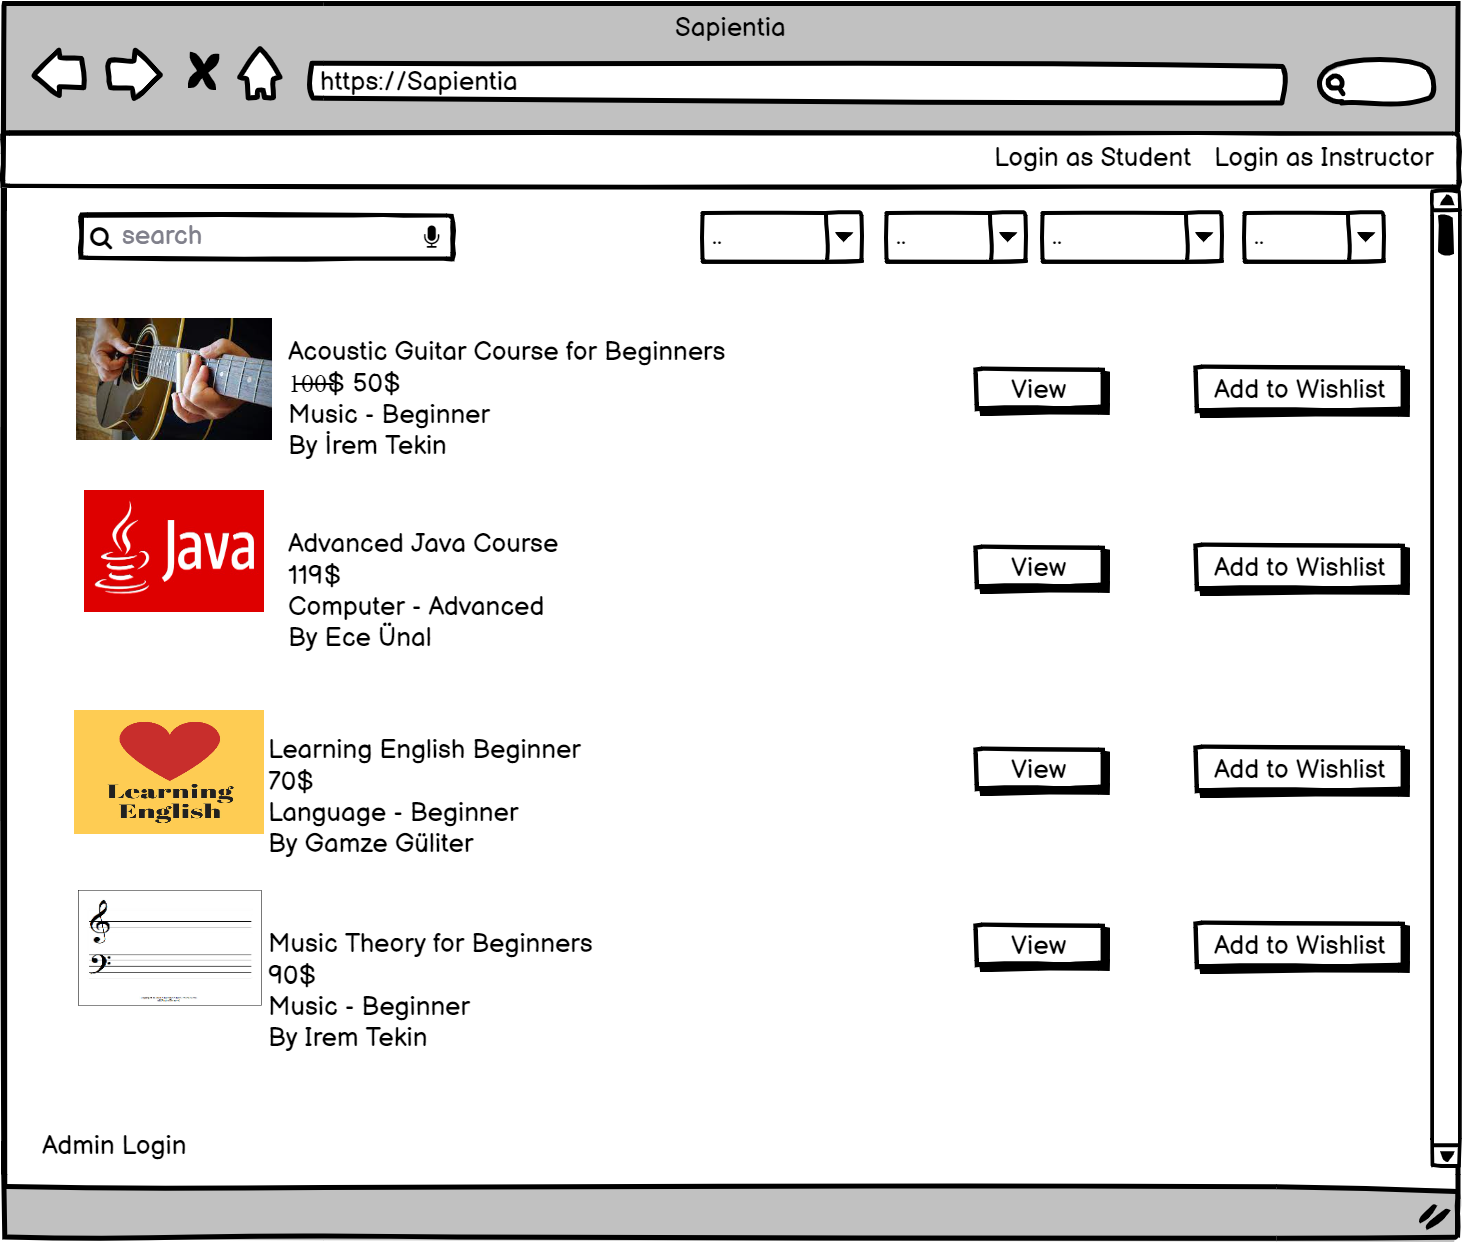 Sapientia
https://Sapientia
Login as Student Login as Instructor
search
.. .. .. ..
Acoustic Guitar Course for Beginners
100$ 50$
Music - Beginner
By İrem Tekin
View Add to Wishlist
Java
Advanced Java Course
119$
Computer - Advanced
By Ece Ünal
View Add to Wishlist
Learning
English
Learning English Beginner
70$
Language - Beginner
By Gamze Güliter
View Add to Wishlist
Music Theory for Beginners
90$
Music - Beginner
By Irem Tekin
View Add to Wishlist
Admin Login